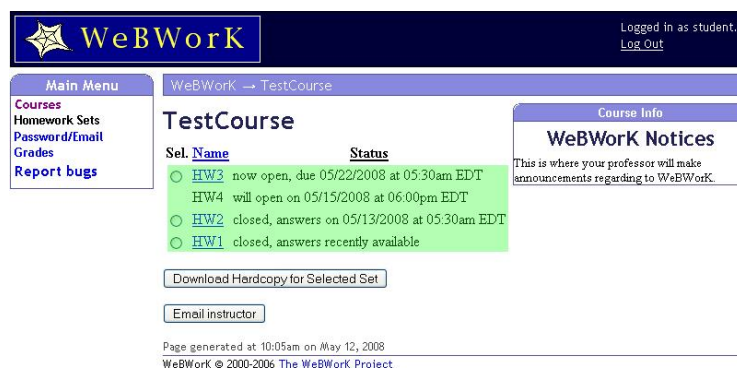 WeBWorK
Logged in as student.
Log Out
Main Menu
Courses
Homework Sets
Password/Email
Grades
Report bugs
WeBWorK → TestCourse
TestCourse
Sel. Name Status
HW3 now open, due 05/22/2008 at 05:30am EDT
HW4 will open on 05/15/2008 at 06:00pm EDT
HW2 closed, answers on 05/13/2008 at 05:30am EDT
HW1 closed, answers recently available
Download Hardcopy for Selected Set
Email instructor
Course Info
WeBWorK Notices
This is where your professor will make
announcements regarding to WeBWorK.
Page generated at 10:05am on May 12, 2008
WeBWorK © 2000-2006 The WeBWorK Project